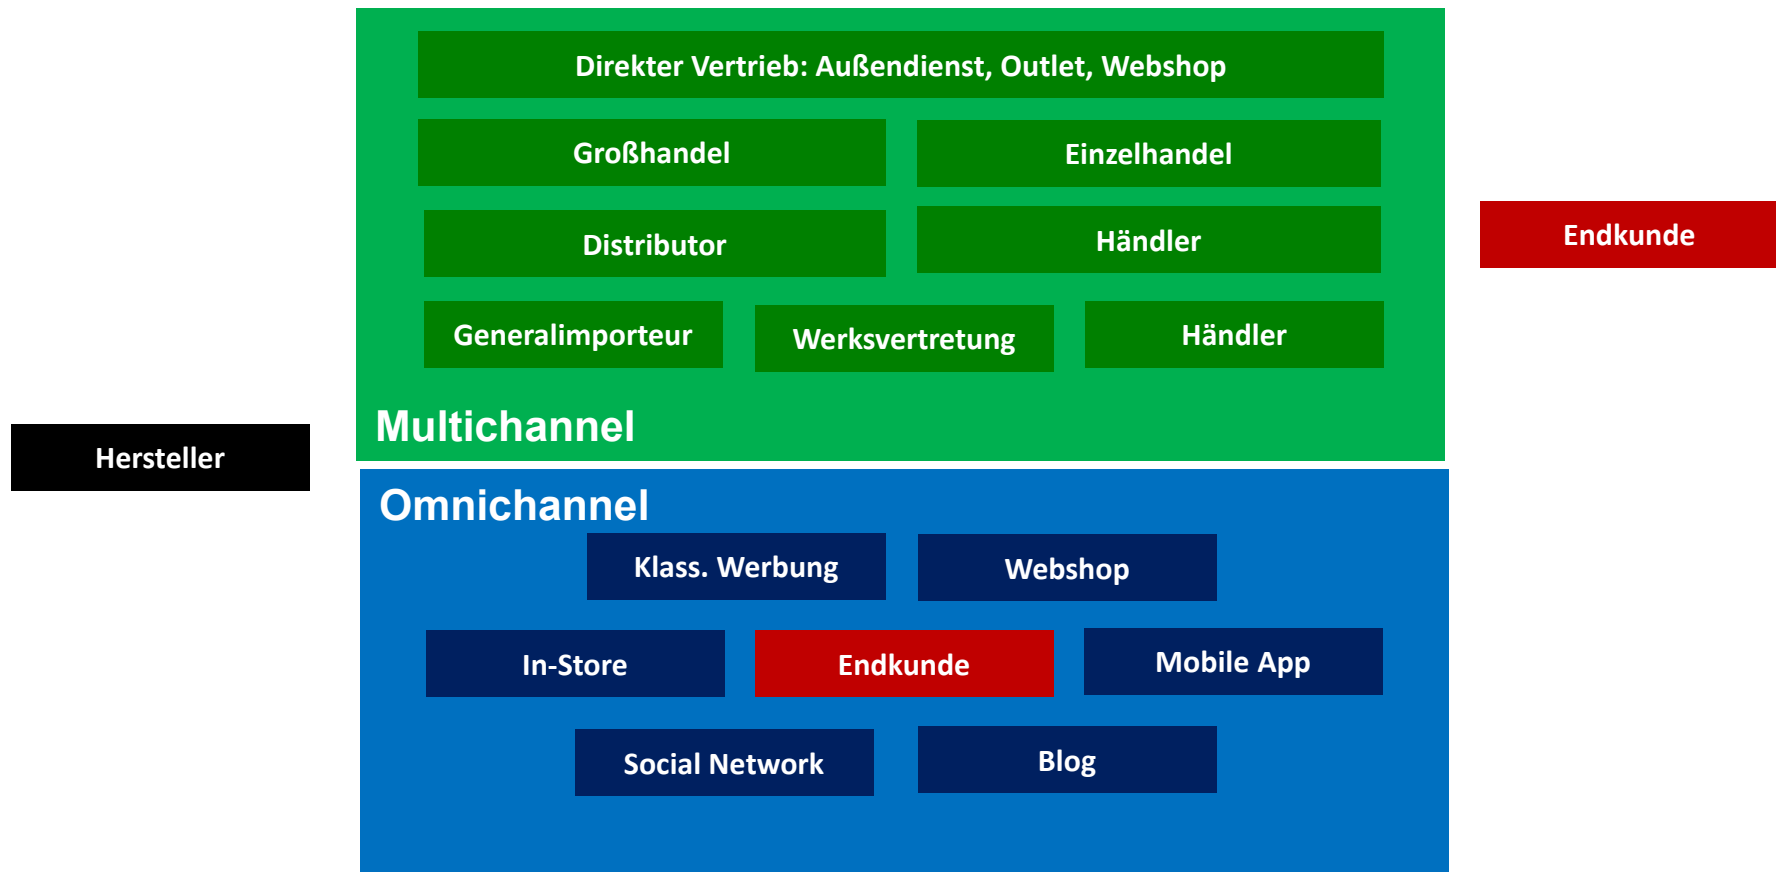 Direkter Vertrieb: Außendienst, Outlet, Webshop
Großhandel
Einzelhandel
Distributor
Händler
Endkunde
Generalimporteur
Werksvertretung
Händler
Multichannel
Hersteller
Omnichannel
Klass. Werbung
Webshop
In-Store
Endkunde
Mobile App
Social Network
Blog